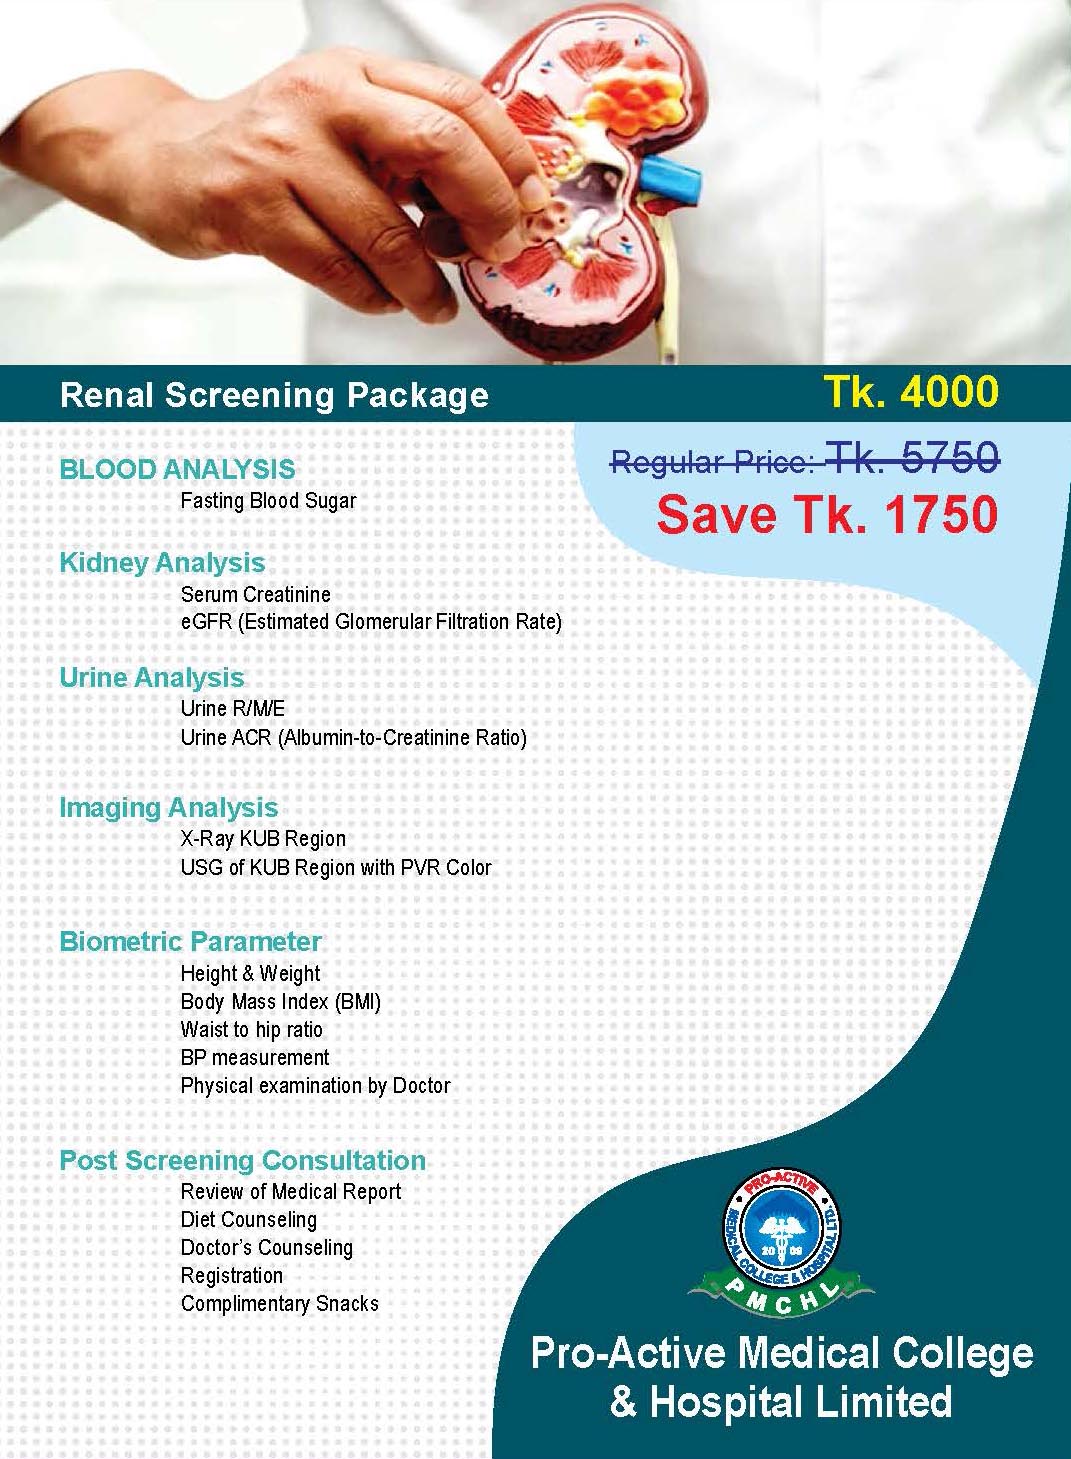 Renal Screening Package
Tk. 4000
Regular Price: Tk. 5750
Save Tk. 1750
BLOOD ANALYSIS
Fasting Blood Sugar
Kidney Analysis
Serum Creatinine
eGFR (Estimated Glomerular Filtration Rate)
Urine Analysis
Urine R/M/E
Urine ACR (Albumin-to-Creatinine Ratio)
Imaging Analysis
X-Ray KUB Region
USG of KUB Region with PVR Color
Biometric Parameter
Height & Weight
Body Mass Index (BMI)
Waist to hip ratio
BP measurement
Physical examination by Doctor
Post Screening Consultation
Review of Medical Report
Diet Counseling
Doctor's Counseling
Registration
Complimentary Snacks
PRO-ACTIVE
MEDICAL COLLEGE & HOSPITAL LTD.
20 09
PMCHL
Pro-Active Medical College
& Hospital Limited